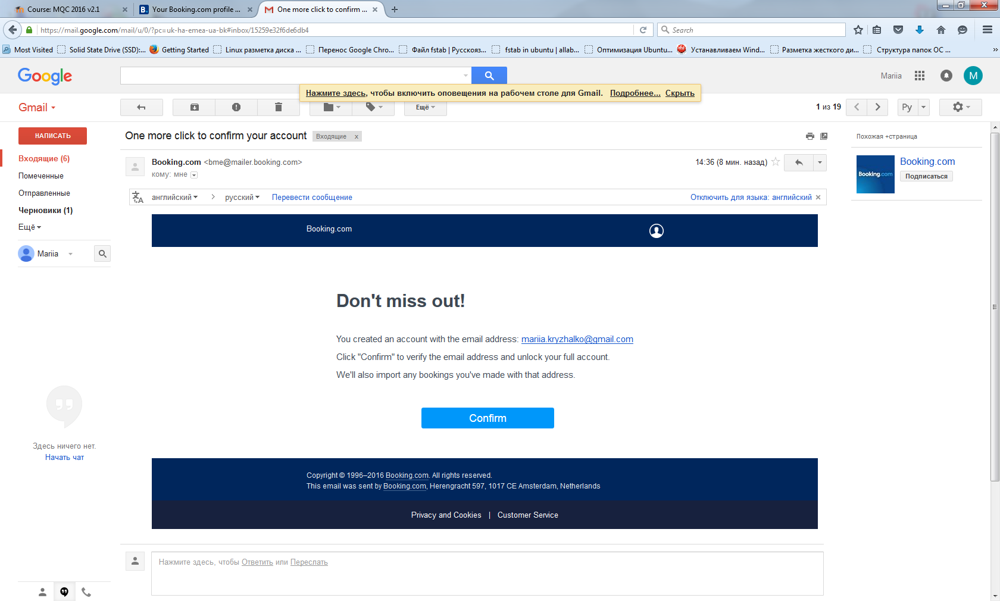 Course: MQC 2016 v2.1
Your Booking.com profile ...
One more click to confirm ...
https://mail.google.com/mail/u/0/?pc=uk-ha-emea-ua-bk#inbox/15259e32f6de6db4
Search
Most Visited
Solid State Drive (SSD):...
Getting Started
Linux разметка диска ...
Перенос Google Chro...
Файл fstab | Русскояз...
fstab in ubuntu | allab...
Оптимизация Ubuntu...
Устанавливаем Wind...
Разметка жесткого ди...
Структура папок ОС ...
Google
Mariia
M
Нажмите здесь, чтобы включить оповещения на рабочем столе для Gmail. Подробнее... Скрыть
Gmail
Ещё
1 из 19
Ру
НАПИСАТЬ
Входящие (6)
Помеченные
Отправленные
Черновики (1)
Ещё
Mariia
Здесь ничего нет.
Начать чат
One more click to confirm your account
Входящие x
Booking.com <bme@mailer.booking.com>
14:36 (8 мин. назад)
кому: мне
английский
русский
Перевести сообщение
Отключить для языка: английский
Booking.com
Don't miss out!
You created an account with the email address: mariia.kryzhalko@gmail.com
Click "Confirm" to verify the email address and unlock your full account.
We'll also import any bookings you've made with that address.
Confirm
Copyright © 1996–2016 Booking.com. All rights reserved.
This email was sent by Booking.com, Herengracht 597, 1017 CE Amsterdam, Netherlands
Privacy and Cookies | Customer Service
Нажмите здесь, чтобы Ответить или Переслать
Похожая +страница
Booking.com
Booking.com
Подписаться